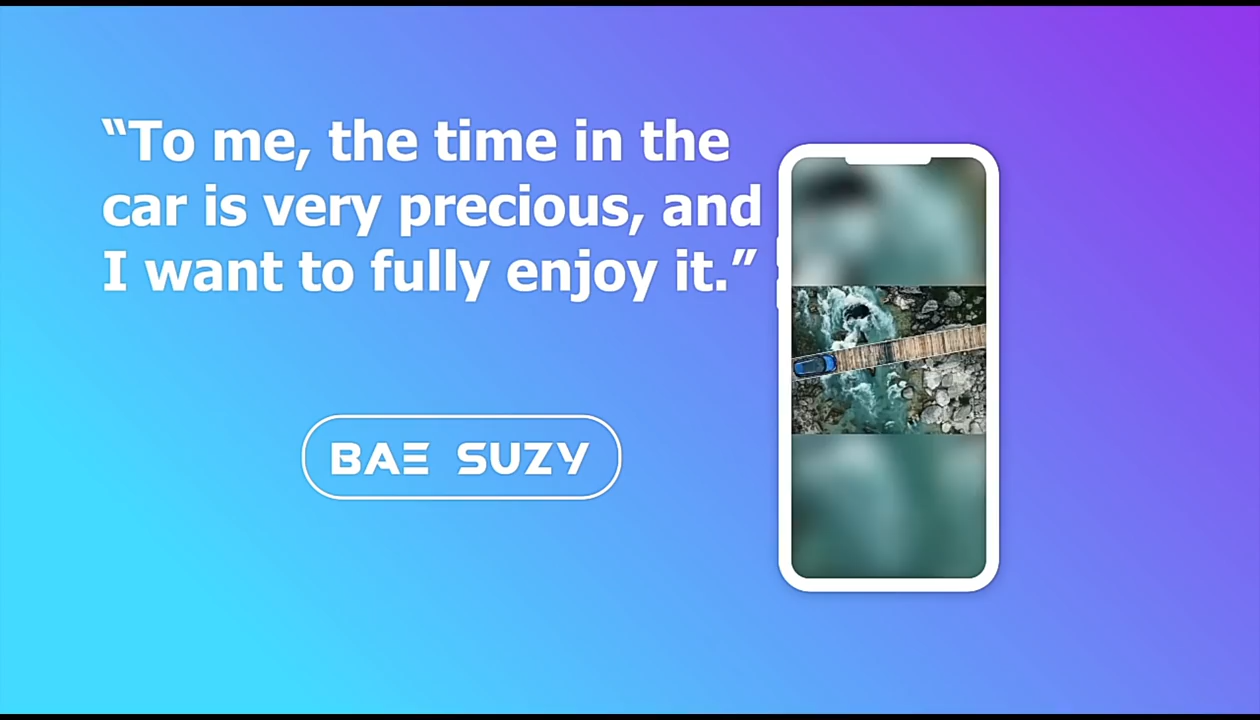 “To me, the time in the
car is very precious, and
I want to fully enjoy it.”
BAE SUZY